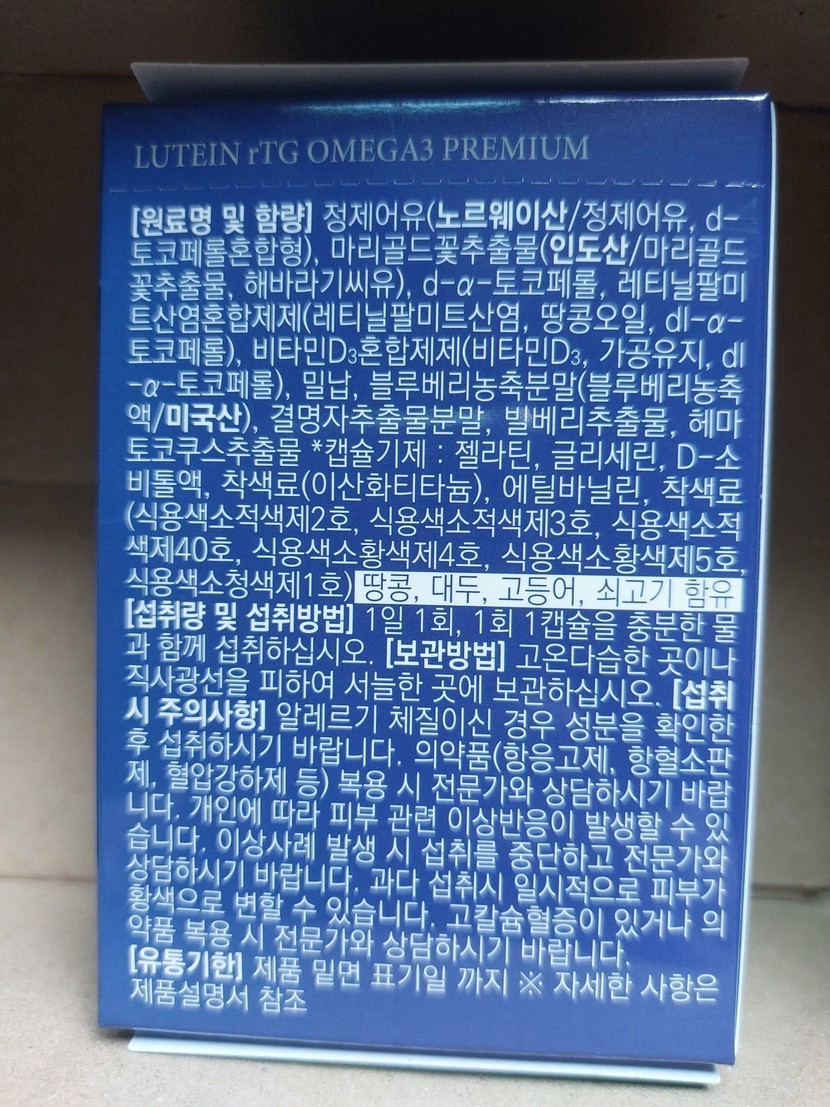 LUTEIN rTG OMEGA3 PREMIUM
[원료명 및 함량] 정제어유(노르웨이산/정제어유, d-
토코페롤혼합형), 마리골드꽃추출물(인도산/마리골드
꽃추출물, 해바라기씨유), d-α-토코페롤, 레티닐팔미
트산염혼합제제(레티닐팔미트산염, 땅콩오일, dl-α-
토코페롤), 비타민D₃혼합제제(비타민D₃, 가공유지, dl
-α-토코페롤), 밀납, 블루베리농축분말(블루베리농축
액/미국산), 결명자추출물분말, 빌베리추출물, 헤마
토코쿠스추출물 *캡슐기제 : 젤라틴, 글리세린, D-소
비톨액, 착색료(이산화티타늄), 에틸바닐린, 착색료
(식용색소적색제2호, 식용색소적색제3호, 식용색소적
색제40호, 식용색소황색제4호, 식용색소황색제5호,
식용색소청색제1호) 땅콩, 대두, 고등어, 쇠고기 함유
[섭취량 및 섭취방법] 1일 1회, 1회 1캡슐을 충분한 물
과 함께 섭취하십시오. [보관방법] 고온다습한 곳이나
직사광선을 피하여 서늘한 곳에 보관하십시오. [섭취
시 주의사항] 알레르기 체질이신 경우 성분을 확인한
후 섭취하시기 바랍니다. 의약품(항응고제, 항혈소판
제, 혈압강하제 등) 복용 시 전문가와 상담하시기 바랍
니다. 개인에 따라 피부 관련 이상반응이 발생할 수 있
습니다. 이상사례 발생 시 섭취를 중단하고 전문가와
상담하시기 바랍니다. 과다 섭취시 일시적으로 피부가
황색으로 변할 수 있습니다. 고칼슘혈증이 있거나 의
약품 복용 시 전문가와 상담하시기 바랍니다.
[유통기한] 제품 밑면 표기일 까지 ※ 자세한 사항은
제품설명서 참조